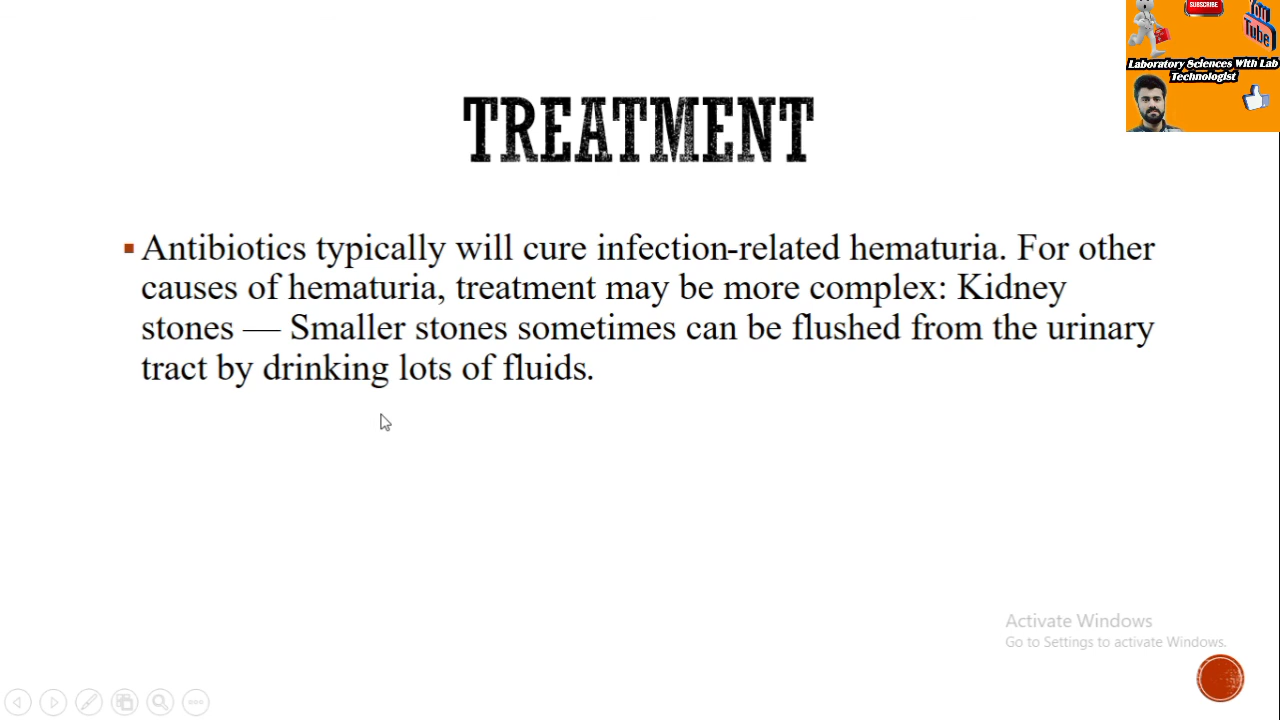 SUBSCRIBE
You
Tube
Laboratory Sciences With Lab
Technologist
TREATMENT
Antibiotics typically will cure infection-related hematuria. For other
causes of hematuria, treatment may be more complex: Kidney
stones — Smaller stones sometimes can be flushed from the urinary
tract by drinking lots of fluids.
Activate Windows
Go to Settings to activate Windows.